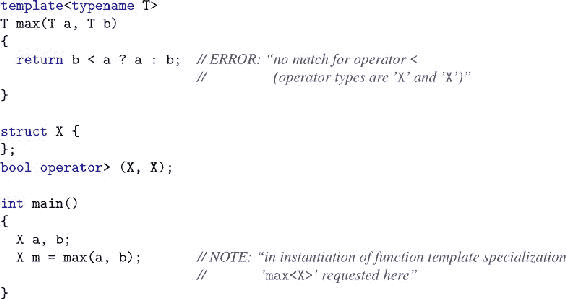 template<typename T>
T max(T a, T b)
{
  return b < a ? a : b;  // ERROR: “no match for operator <
                         //         (operator types are ’X’ and ’X’)”
}

struct X {
};
bool operator> (X, X);

int main()
{
  X a, b;
  X m = max(a, b);       // NOTE: “in instantiation of function template specialization
                         //       ’max<X>’ requested here”
}